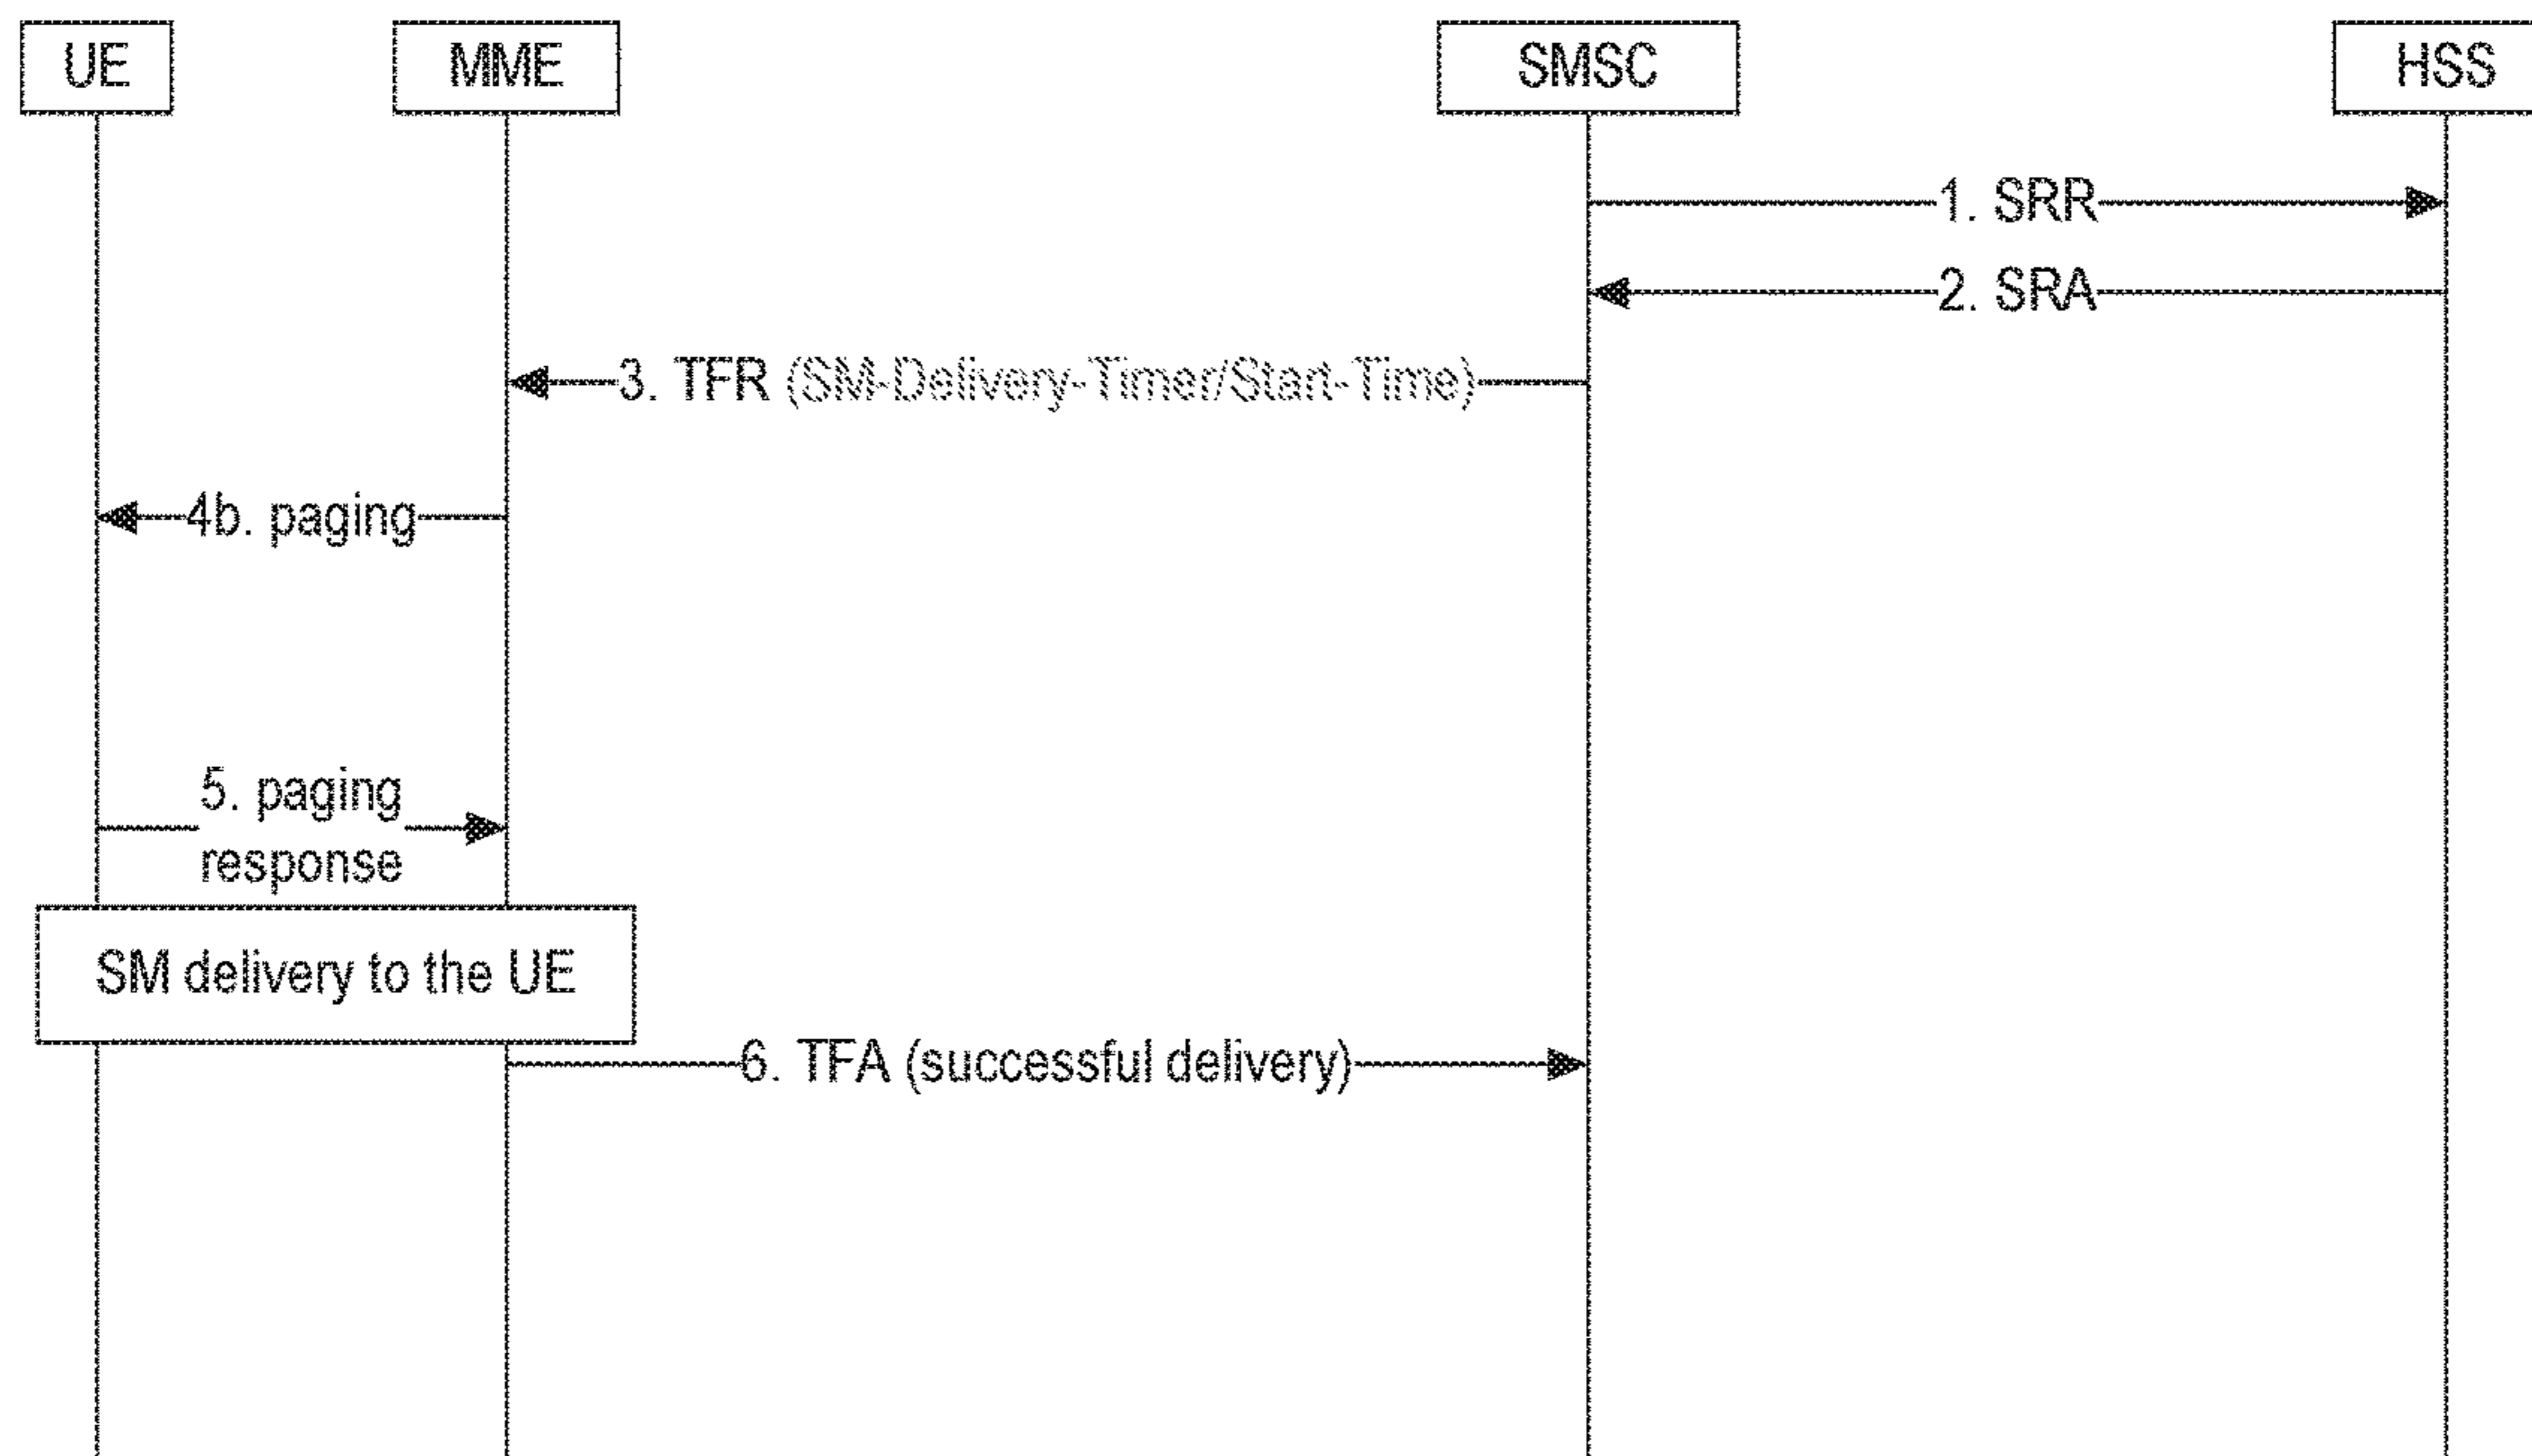 UE
MME
SMSC
HSS
1. SRR
2. SRA
3. TFR (SM-Delivery-Timer/Start-Time)
4b. paging
5. paging
response
SM delivery to the UE
6. TFA (successful delivery)